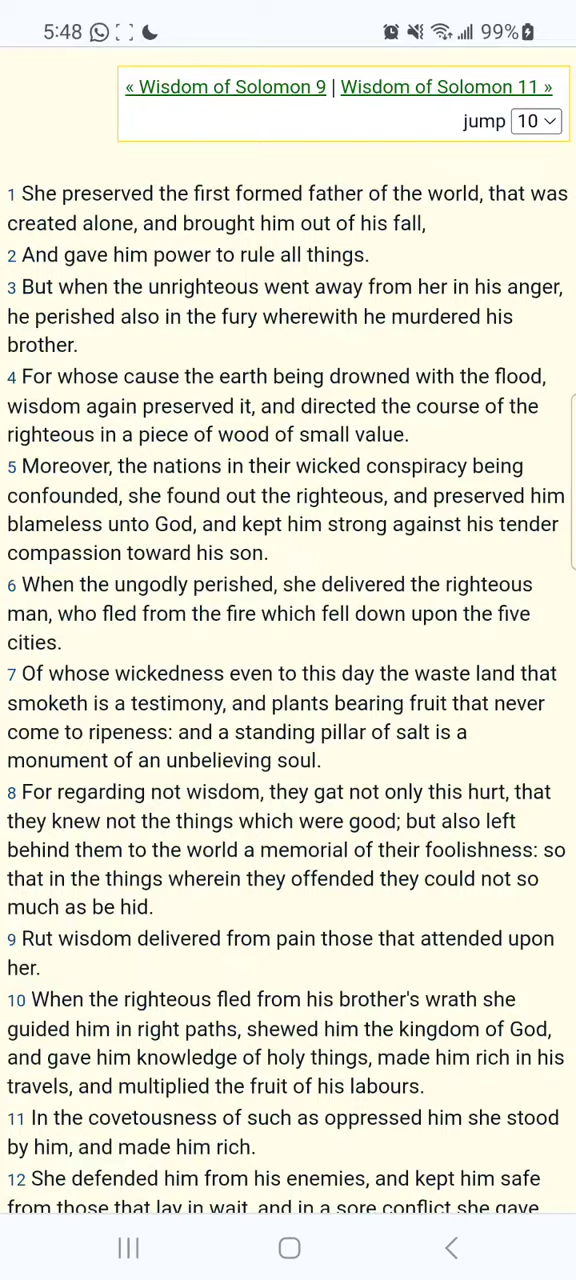 5:48 99%
« Wisdom of Solomon 9 | Wisdom of Solomon 11 »
jump 10
1 She preserved the first formed father of the world, that was
created alone, and brought him out of his fall,
2 And gave him power to rule all things.
3 But when the unrighteous went away from her in his anger,
he perished also in the fury wherewith he murdered his
brother.
4 For whose cause the earth being drowned with the flood,
wisdom again preserved it, and directed the course of the
righteous in a piece of wood of small value.
5 Moreover, the nations in their wicked conspiracy being
confounded, she found out the righteous, and preserved him
blameless unto God, and kept him strong against his tender
compassion toward his son.
6 When the ungodly perished, she delivered the righteous
man, who fled from the fire which fell down upon the five
cities.
7 Of whose wickedness even to this day the waste land that
smoketh is a testimony, and plants bearing fruit that never
come to ripeness: and a standing pillar of salt is a
monument of an unbelieving soul.
8 For regarding not wisdom, they gat not only this hurt, that
they knew not the things which were good; but also left
behind them to the world a memorial of their foolishness: so
that in the things wherein they offended they could not so
much as be hid.
9 Rut wisdom delivered from pain those that attended upon
her.
10 When the righteous fled from his brother's wrath she
guided him in right paths, shewed him the kingdom of God,
and gave him knowledge of holy things, made him rich in his
travels, and multiplied the fruit of his labours.
11 In the covetousness of such as oppressed him she stood
by him, and made him rich.
12 She defended him from his enemies, and kept him safe
from those that lay in wait, and in a sore conflict she gave